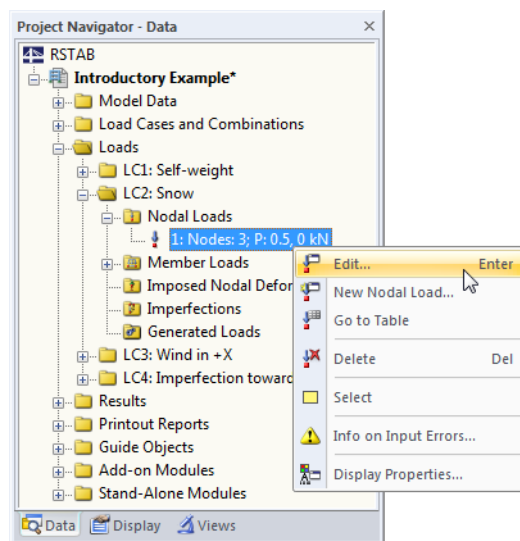 Project Navigator - Data
RSTAB
Introductory Example*
Model Data
Load Cases and Combinations
Loads
LC1: Self-weight
LC2: Snow
Nodal Loads
1: Nodes: 3; P: 0.5, 0 kN
Member Loads
Imposed Nodal Defor
Imperfections
Generated Loads
LC3: Wind in +X
LC4: Imperfection toward
Results
Printout Reports
Guide Objects
Add-on Modules
Stand-Alone Modules
Edit... Enter
New Nodal Load...
Go to Table
Delete Del
Select
Info on Input Errors...
Display Properties...
Data Display Views